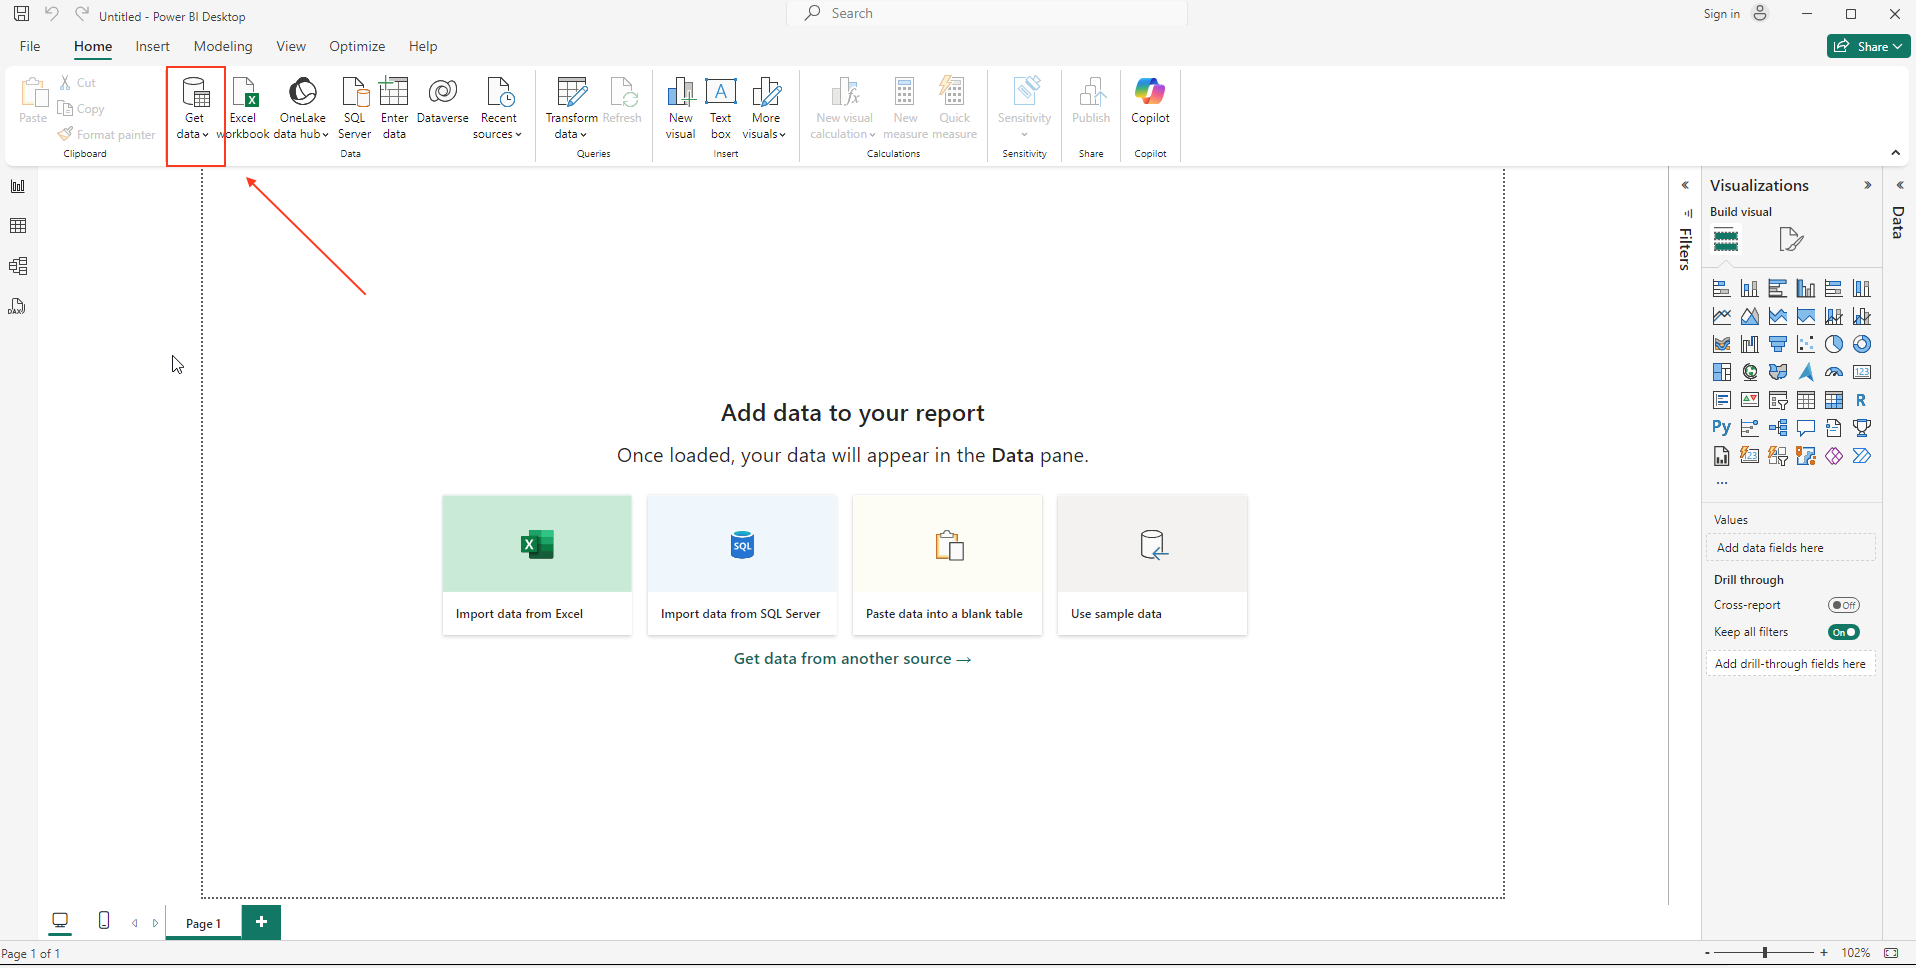 Untitled - Power BI Desktop
Search
Sign in
File
Home
Insert
Modeling
View
Optimize
Help
Share
Paste
Cut
Copy
Format painter
Clipboard
Get
data
Excel
workbook
OneLake
data hub
SQL
Server
Enter
data
Dataverse
Recent
sources
Data
Transform
data
Refresh
Queries
New
visual
A
Text
box
More
visuals
Insert
New visual
calculation
New
measure
Quick
measure
Calculations
Sensitivity
Sensitivity
Publish
Share
Copilot
Copilot
DAX
Filters
Visualizations
Build visual
Data
123
R
Py
123
...
Values
Add data fields here
Drill through
Cross-report
Off
Keep all filters
On
Add drill-through fields here
Add data to your report
Once loaded, your data will appear in the Data pane.
X
SQL
Import data from Excel
Import data from SQL Server
Paste data into a blank table
Use sample data
Get data from another source →
Page 1
+
Page 1 of 1
- + 102%